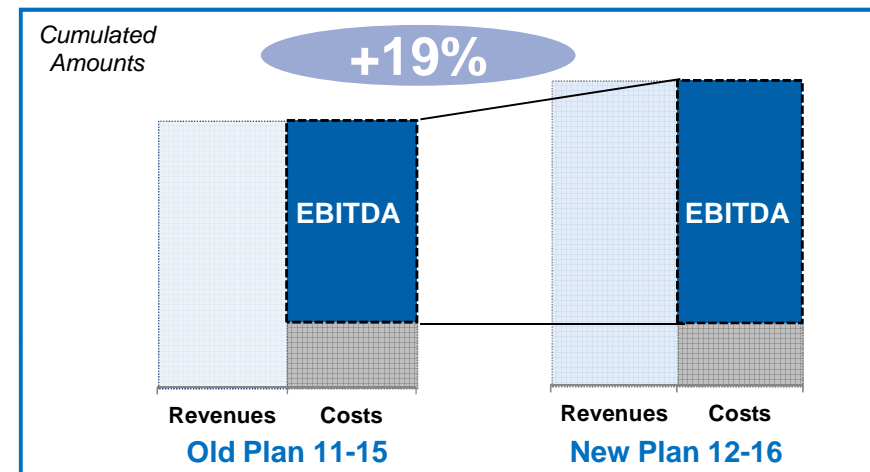 Cumulated
Amounts
+19%
EBITDA
EBITDA
Revenues Costs
Revenues Costs
Old Plan 11-15
New Plan 12-16